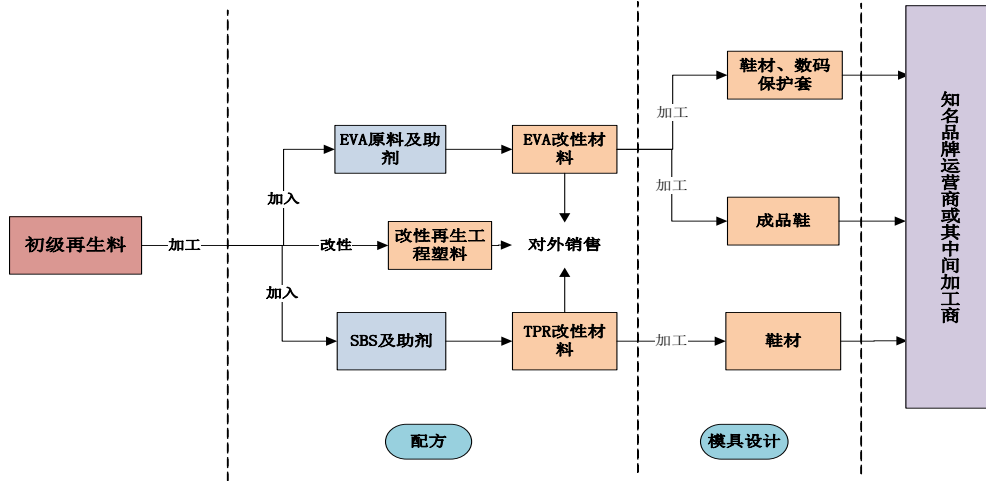 鞋材、数码
保护套
加工
EVA原料及助
剂
EVA改性材
料
加工
加入
初级再生料
加工
改性
改性再生工
程塑料
对外销售
成品鞋
加入
SBS及助剂
TPR改性材
料
加工
鞋材
知名品牌运营商或其中间加工商
配方
模具设计